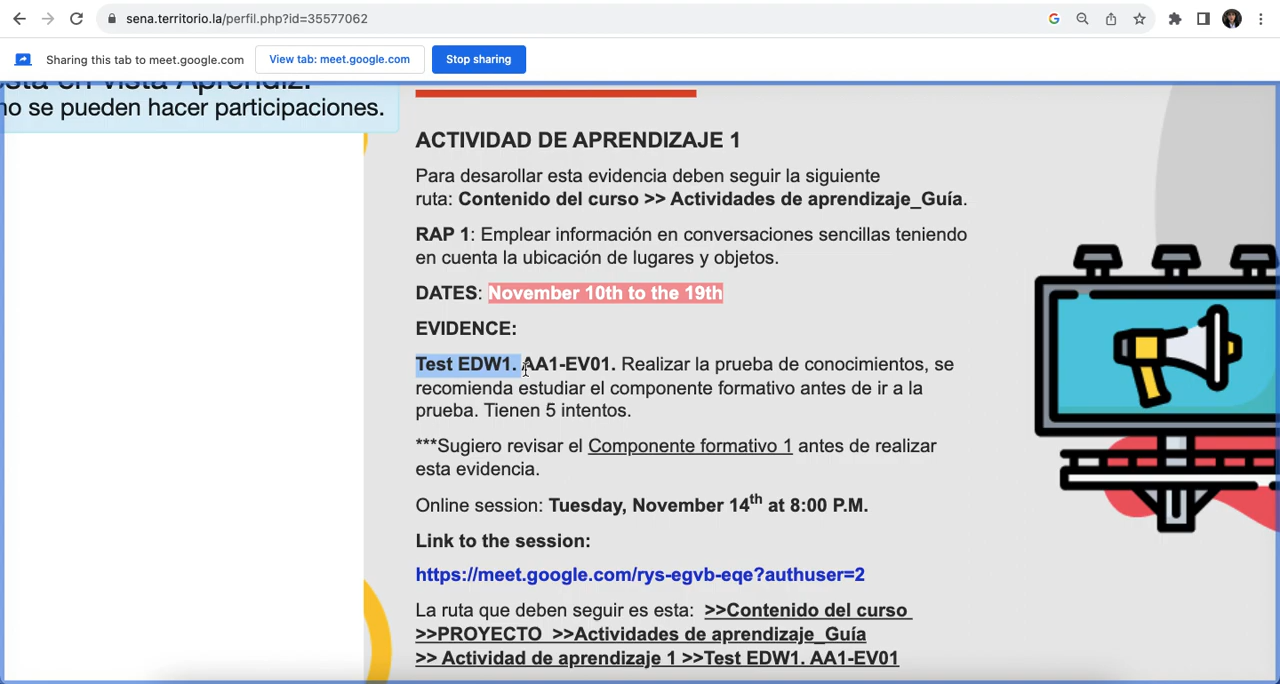 sena.territorio.la/perfil.php?id=35577062
Sharing this tab to meet.google.com
View tab: meet.google.com
Stop sharing
está en vista Aprendiz.
no se pueden hacer participaciones.
ACTIVIDAD DE APRENDIZAJE 1
Para desarollar esta evidencia deben seguir la siguiente
ruta: Contenido del curso >> Actividades de aprendizaje_Guía.
RAP 1: Emplear información en conversaciones sencillas teniendo
en cuenta la ubicación de lugares y objetos.
DATES: November 10th to the 19th
EVIDENCE:
Test EDW1. AA1-EV01. Realizar la prueba de conocimientos, se
recomienda estudiar el componente formativo antes de ir a la
prueba. Tienen 5 intentos.
***Sugiero revisar el Componente formativo 1 antes de realizar
esta evidencia.
Online session: Tuesday, November 14th at 8:00 P.M.
Link to the session:
https://meet.google.com/rys-egvb-eqe?authuser=2
La ruta que deben seguir es esta: >>Contenido del curso
>>PROYECTO >>Actividades de aprendizaje_Guía
>> Actividad de aprendizaje 1 >>Test EDW1. AA1-EV01